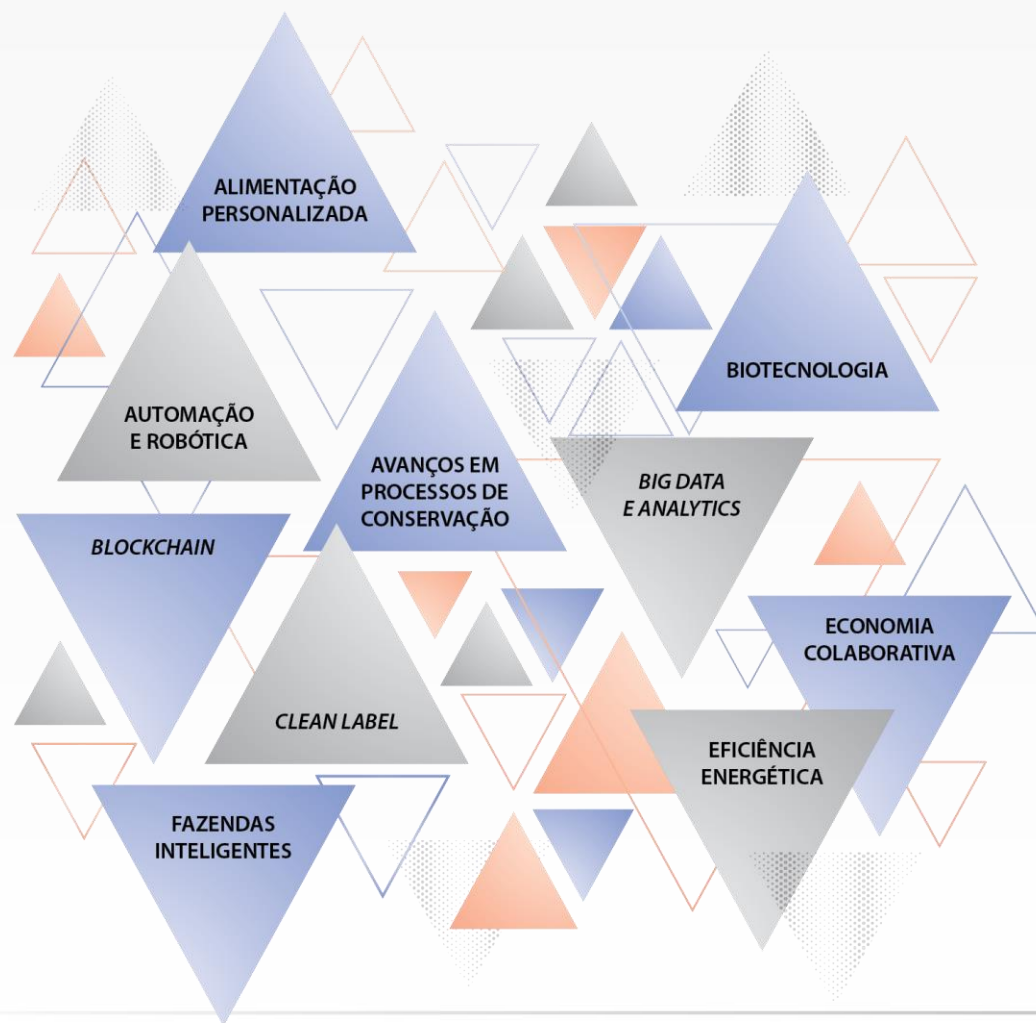 ALIMENTAÇÃO
PERSONALIZADA
BIOTECNOLOGIA
AUTOMAÇÃO
E ROBÓTICA
AVANÇOS EM
PROCESSOS DE
CONSERVAÇÃO
BIG DATA
E ANALYTICS
BLOCKCHAIN
ECONOMIA
COLABORATIVA
CLEAN LABEL
EFICIÊNCIA
ENERGÉTICA
FAZENDAS
INTELIGENTES